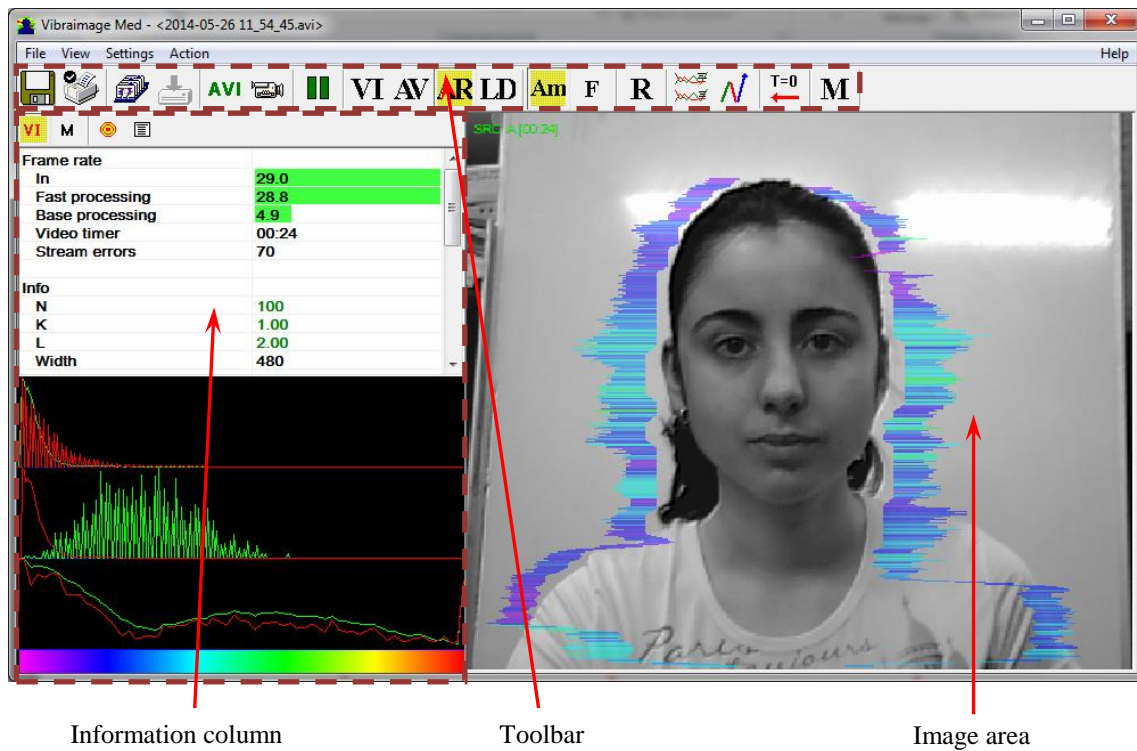 Vibraimage Med - <2014-05-26 11_54_45.avi>
File View Settings Action Help
AVI VI AV AR LD Am F R T=0 M
VI M
SRC A[00:24]
Frame rate
In 29.0
Fast processing 28.8
Base processing 4.9
Video timer 00:24
Stream errors 70
Info
N 100
K 1.00
L 2.00
Width 480
Paris
toujours
Information column Toolbar Image area